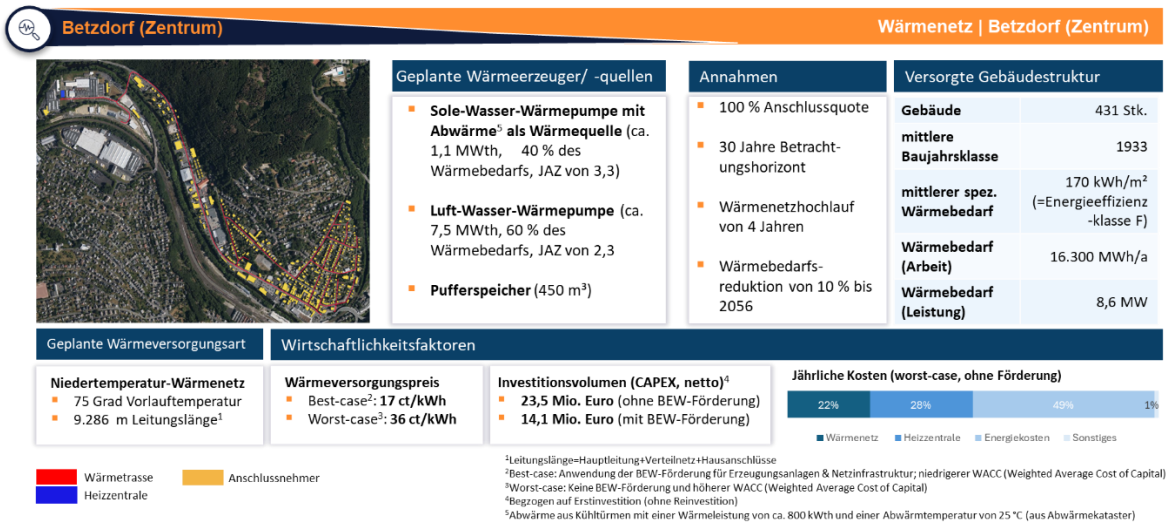 Betzdorf (Zentrum)
Wärmenetz | Betzdorf (Zentrum)
Geplante Wärmeerzeuger/ -quellen
Sole-Wasser-Wärmepumpe mit
Abwärme⁵ als Wärmequelle (ca.
1,1 MWth, 40 % des
Wärmebedarfs, JAZ von 3,3)
Luft-Wasser-Wärmepumpe (ca.
7,5 MWth, 60 % des
Wärmebedarfs, JAZ von 2,3
Pufferspeicher (450 m³)
Annahmen
100 % Anschlussquote
30 Jahre Betracht-
ungshorizont
Wärmenetzhochlauf
von 4 Jahren
Wärmebedarfs-
reduktion von 10 % bis
2056
Versorgte Gebäudestruktur
Gebäude 431 Stk.
mittlere
Baujahrsklasse 1933
mittlerer spez.
Wärmebedarf
170 kWh/m²
(=Energieeffizienz
-klasse F)
Wärmebedarf
(Arbeit) 16.300 MWh/a
Wärmebedarf
(Leistung) 8,6 MW
Geplante Wärmeversorgungsart
Niedertemperatur-Wärmenetz
75 Grad Vorlauftemperatur
9.286 m Leitungslänge¹
Wirtschaftlichkeitsfaktoren
Wärmeversorgungspreis
Best-case²: 17 ct/kWh
Worst-case³: 36 ct/kWh
Investitionsvolumen (CAPEX, netto)⁴
23,5 Mio. Euro (ohne BEW-Förderung)
14,1 Mio. Euro (mit BEW-Förderung)
Jährliche Kosten (worst-case, ohne Förderung)
22% 28% 49% 1%
Wärmenetz Heizzentrale Energiekosten Sonstiges
Wärmetrasse
Heizzentrale
Anschlussnehmer
¹Leitungslänge=Hauptleitung+Verteilnetz+Hausanschlüsse
²Best-case: Anwendung der BEW-Förderung für Erzeugungsanlagen & Netzinfrastruktur; niedrigerer WACC (Weighted Average Cost of Capital)
³Worst-case: Keine BEW-Förderung und höherer WACC (Weighted Average Cost of Capital)
⁴Begzogen auf Erstinvestition (ohne Reinvestition)
⁵Abwärme aus Kühltürmen mit einer Wärmeleistung von ca. 800 kWth und einer Abwärmtemperatur von 25 °C (aus Abwärmekataster)